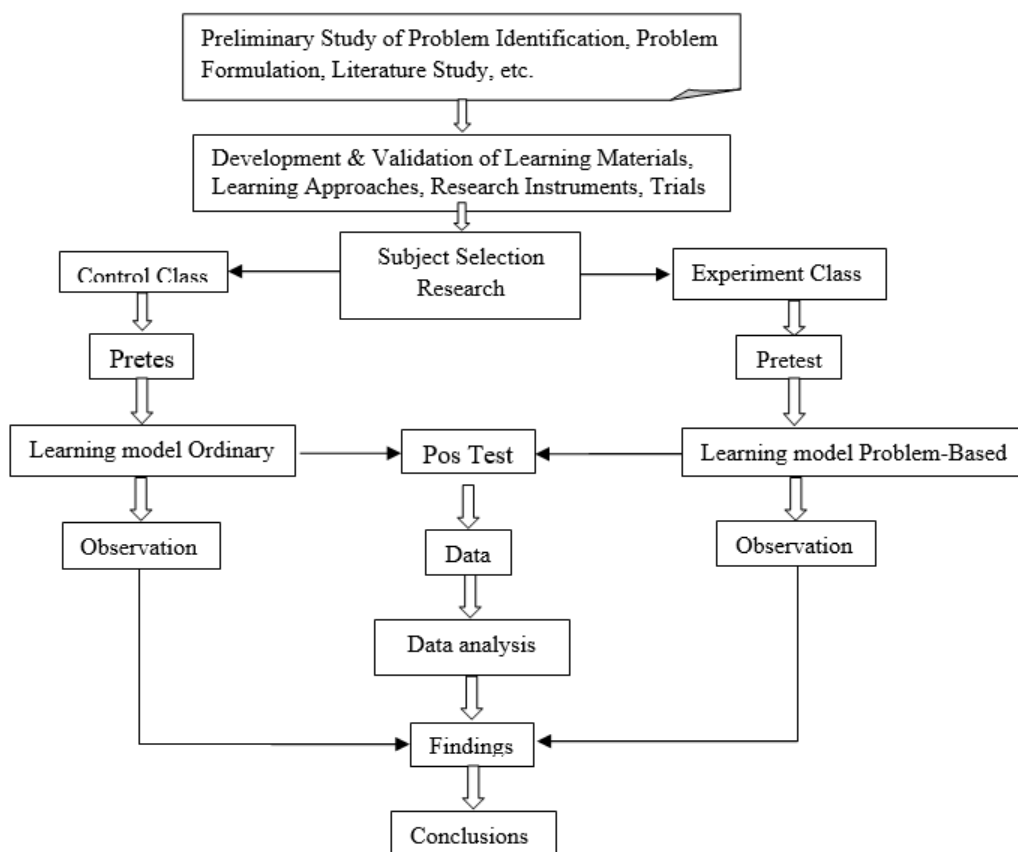 Preliminary Study of Problem Identification, Problem
Formulation, Literature Study, etc.
Development & Validation of Learning Materials,
Learning Approaches, Research Instruments, Trials
Subject Selection
Research
Control Class
Experiment Class
Pretes
Pretest
Learning model Ordinary
Pos Test
Learning model Problem-Based
Observation
Data
Observation
Data analysis
Findings
Conclusions